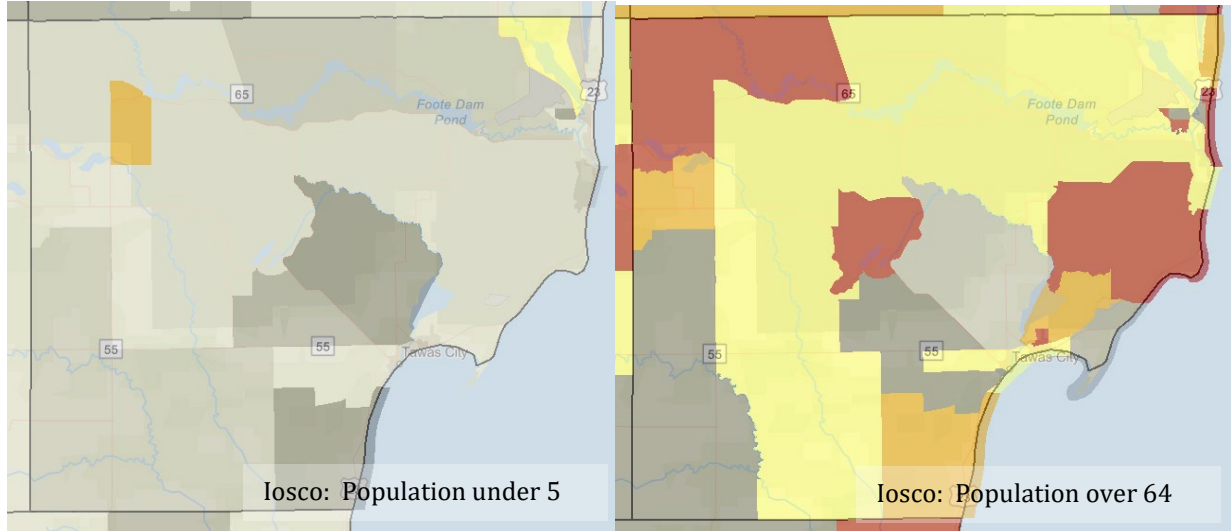 65
Foote Dam
Pond
23
55
55
Tawas City
Iosco: Population under 5
65
Foote Dam
Pond
23
55
55
Tawas City
Iosco: Population over 64